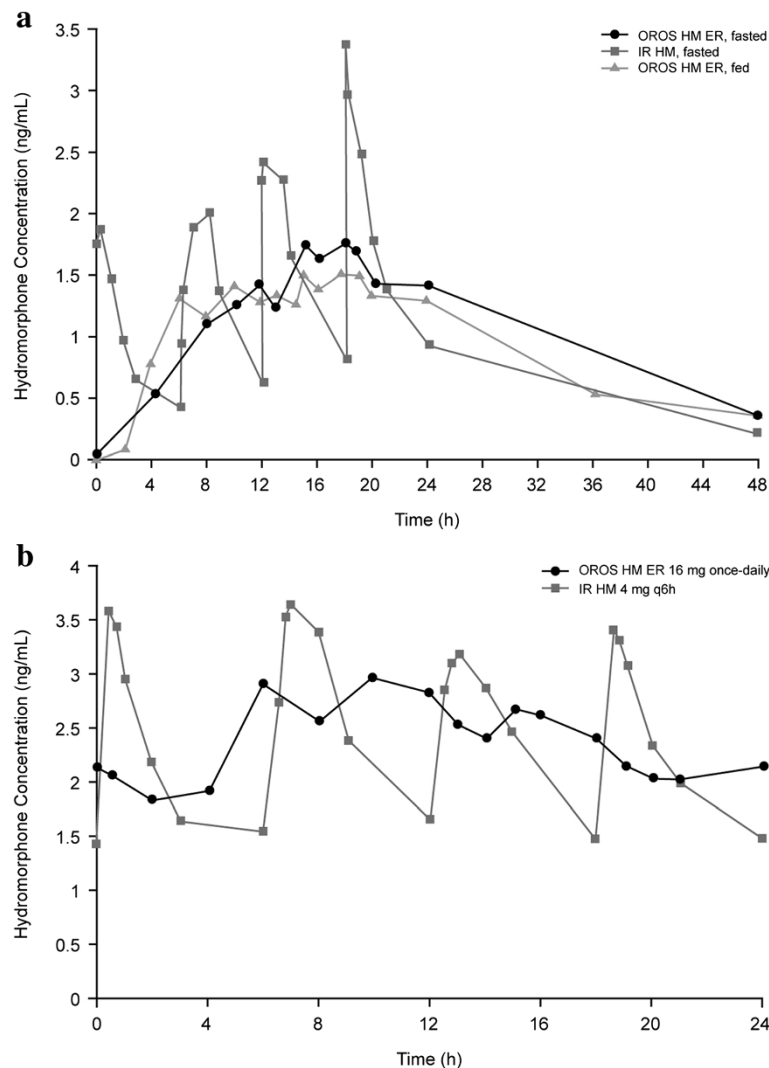 a
OROS HM ER, fasted
IR HM, fasted
OROS HM ER, fed
Hydromorphone Concentration (ng/mL)
3.5
3
2.5
2
1.5
1
0.5
0
0 4 8 12 16 20 24 28 32 36 40 44 48
Time (h)
b
OROS HM ER 16 mg once-daily
IR HM 4 mg q6h
Hydromorphone Concentration (ng/mL)
4
3.5
3
2.5
2
1.5
1
0.5
0
0 4 8 12 16 20 24
Time (h)